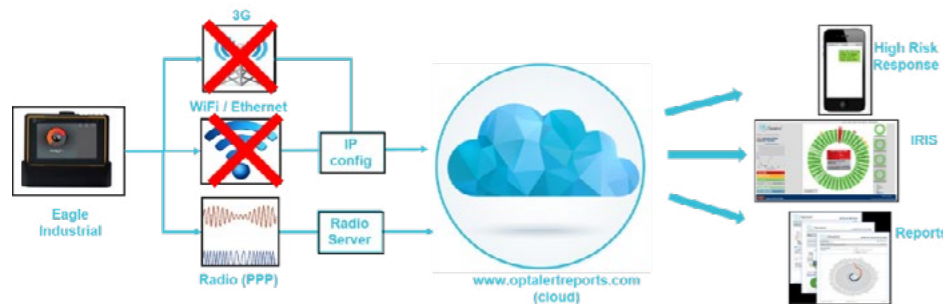 3G
WiFi / Ethernet
Eagle
Industrial
IP
config
Radio
Server
Radio (PPP)
www.optalertreports.com
(cloud)
High Risk
Response
IRIS
Reports